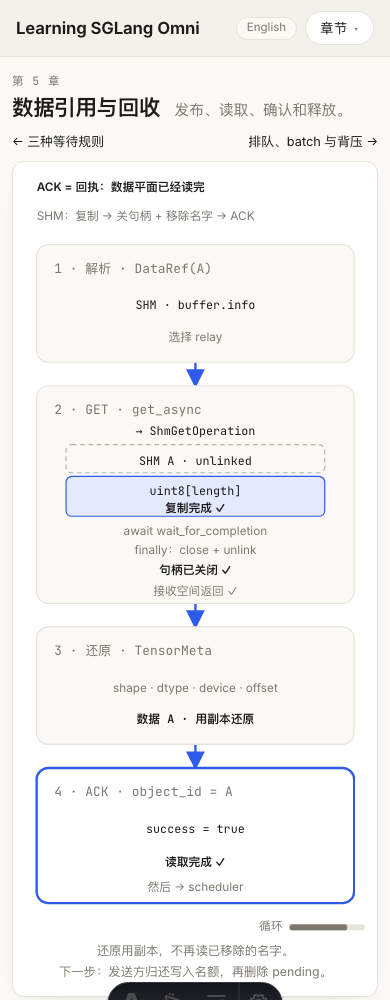 Learning SGLang Omni
English
章节
第 5 章
数据引用与回收 发布、读取、确认和释放。
← 三种等待规则
排队、batch 与背压 →
ACK = 回执：数据平面已经读完
SHM：复制 → 关句柄 + 移除名字 → ACK
1 · 解析 · DataRef(A)
SHM · buffer.info
选择 relay
2 · GET · get_async
→ ShmGetOperation
SHM A · unlinked
uint8[length]
复制完成 ✓
await wait_for_completion
finally：close + unlink
句柄已关闭 ✓
接收空间返回 ✓
3 · 还原 · TensorMeta
shape · dtype · device · offset
数据 A · 用副本还原
4 · ACK · object_id = A
success = true
读取完成 ✓
然后 → scheduler
循环
还原用副本，不再读已移除的名字。
下一步：发送方归还写入名额，再删除 pending。